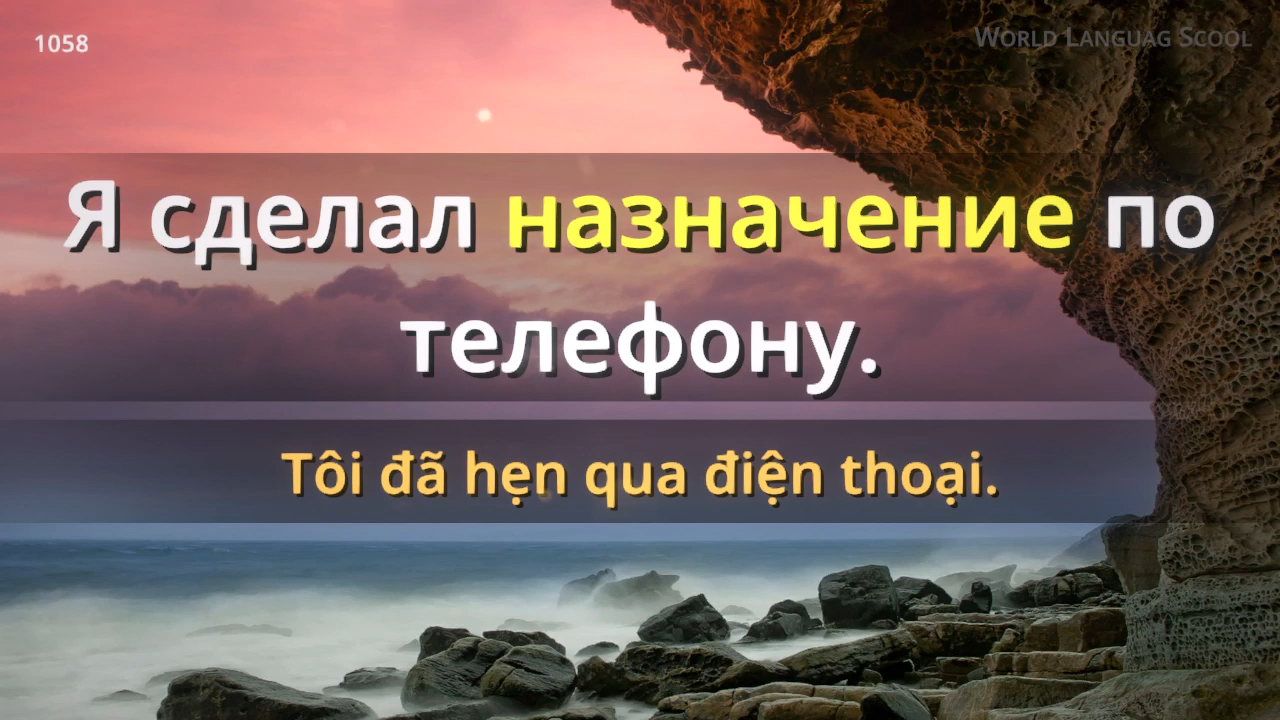 1058
World Languag Scool
Я сделал назначение по
телефону.
Tôi đã hẹn qua điện thoại.